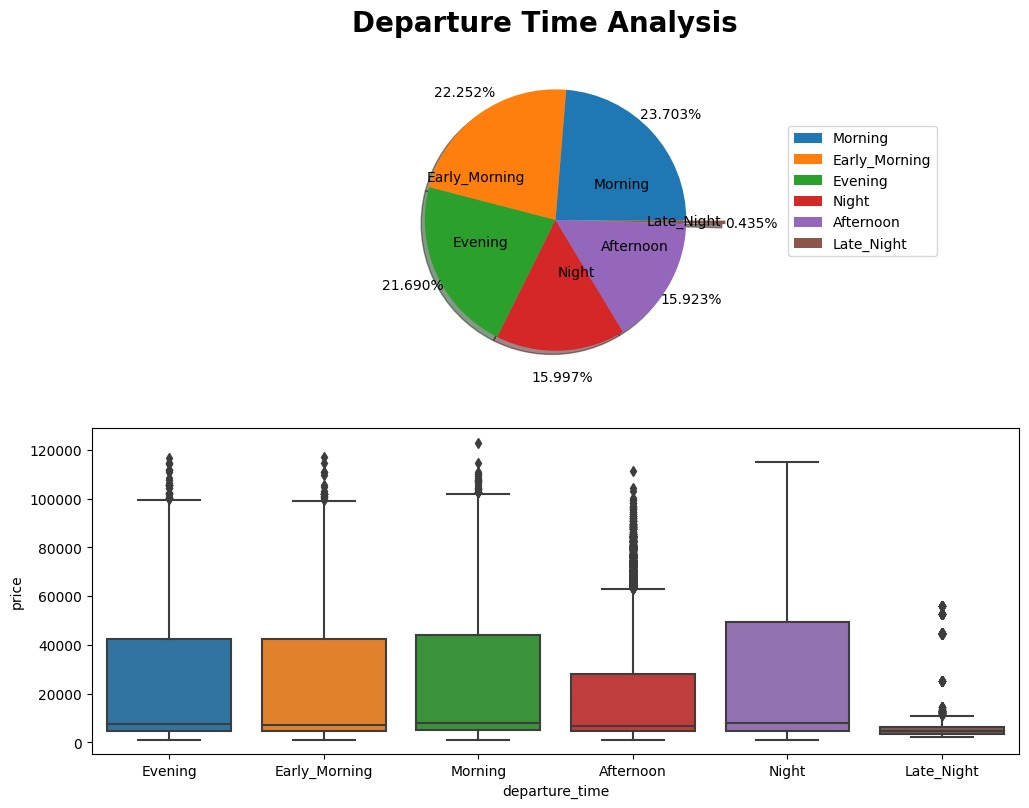 Departure Time Analysis
22.252%
23.703%
Early_Morning
Morning
Late_Night
0.435%
Evening
Afternoon
Night
21.690%
15.923%
15.997%
Morning
Early_Morning
Evening
Night
Afternoon
Late_Night
120000
100000
80000
60000
40000
20000
0
price
Evening
Early_Morning
Morning
Afternoon
Night
Late_Night
departure_time